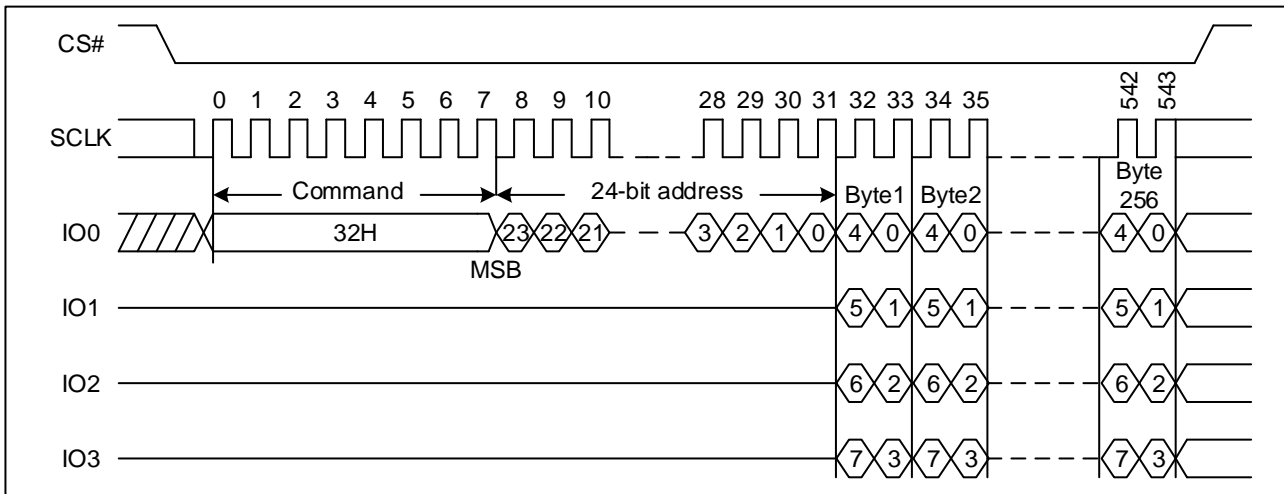 CS#
542
543
0 1 2 3 4 5 6 7 8 9 10 28 29 30 31 32 33 34 35
SCLK
Command 24-bit address Byte1 Byte2 Byte
256
IO0 32H 23 22 21 3 2 1 0 4 0 4 0 4 0
MSB
IO1 5 1 5 1 5 1
IO2 6 2 6 2 6 2
IO3 7 3 7 3 7 3